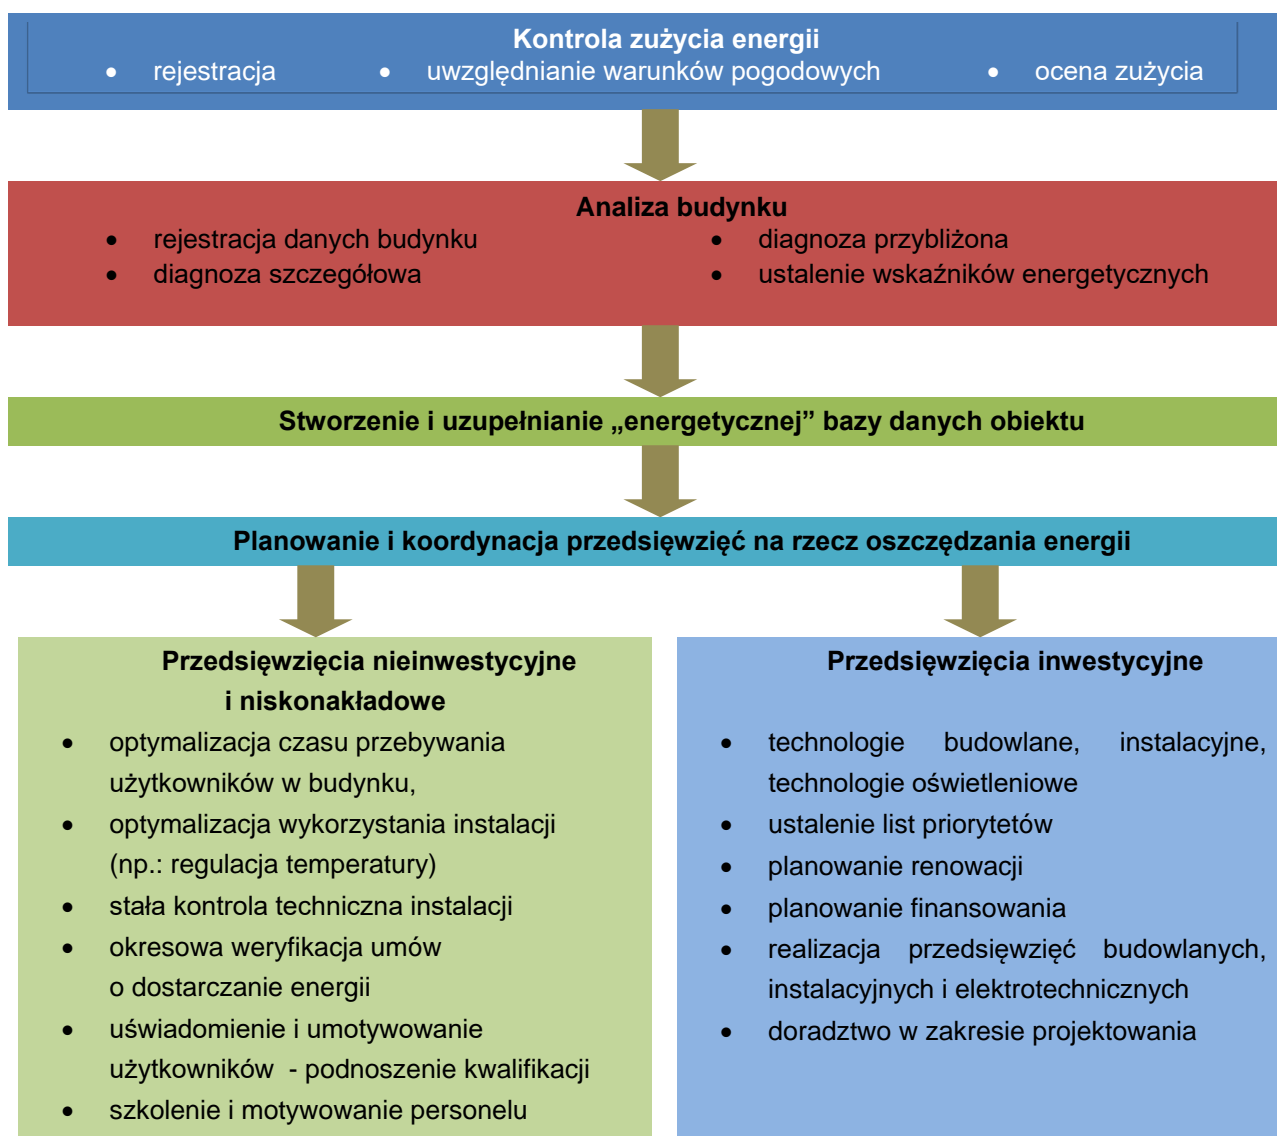 Kontrola zużycia energii
• rejestracja • uwzględnianie warunków pogodowych • ocena zużycia
Analiza budynku
• rejestracja danych budynku • diagnoza przybliżona
• diagnoza szczegółowa • ustalenie wskaźników energetycznych
Stworzenie i uzupełnianie „energetycznej” bazy danych obiektu
Planowanie i koordynacja przedsięwzięć na rzecz oszczędzania energii
Przedsięwzięcia nieinwestycyjne
i niskonakładowe
• optymalizacja czasu przebywania
użytkowników w budynku,
• optymalizacja wykorzystania instalacji
(np.: regulacja temperatury)
• stała kontrola techniczna instalacji
• okresowa weryfikacja umów
o dostarczanie energii
• uświadomienie i umotywowanie
użytkowników - podnoszenie kwalifikacji
• szkolenie i motywowanie personelu
Przedsięwzięcia inwestycyjne
• technologie budowlane, instalacyjne,
technologie oświetleniowe
• ustalenie list priorytetów
• planowanie renowacji
• planowanie finansowania
• realizacja przedsięwzięć budowlanych,
instalacyjnych i elektrotechnicznych
• doradztwo w zakresie projektowania